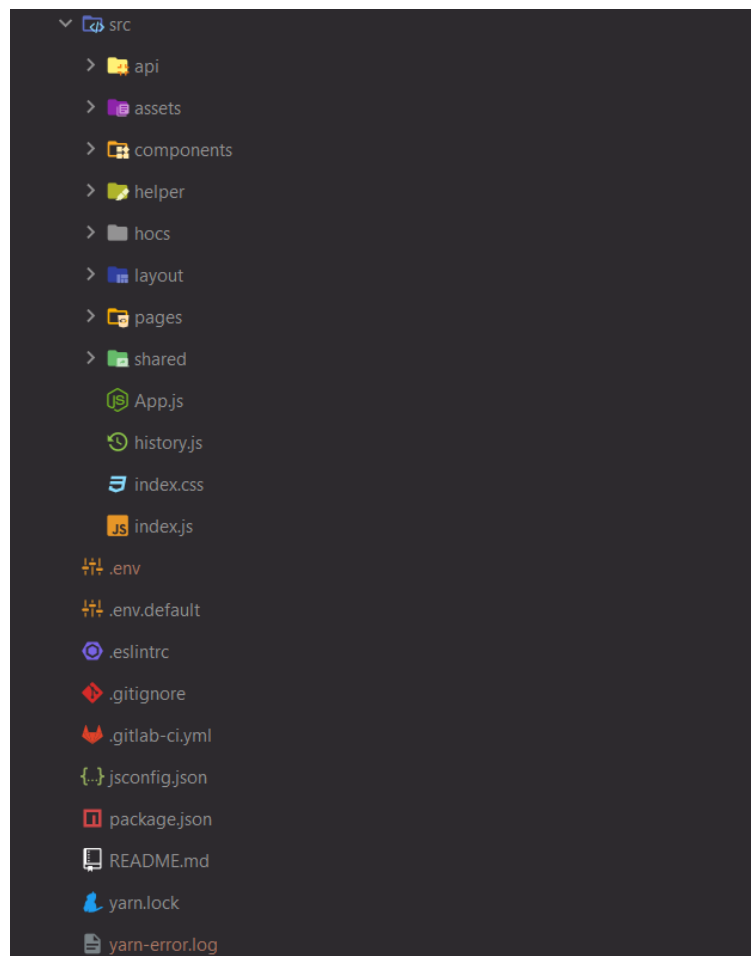 src
api
assets
components
helper
hocs
layout
pages
shared
App.js
history.js
index.css
index.js
.env
.env.default
.eslintrc
.gitignore
.gitlab-ci.yml
jsconfig.json
package.json
README.md
yarn.lock
yarn-error.log